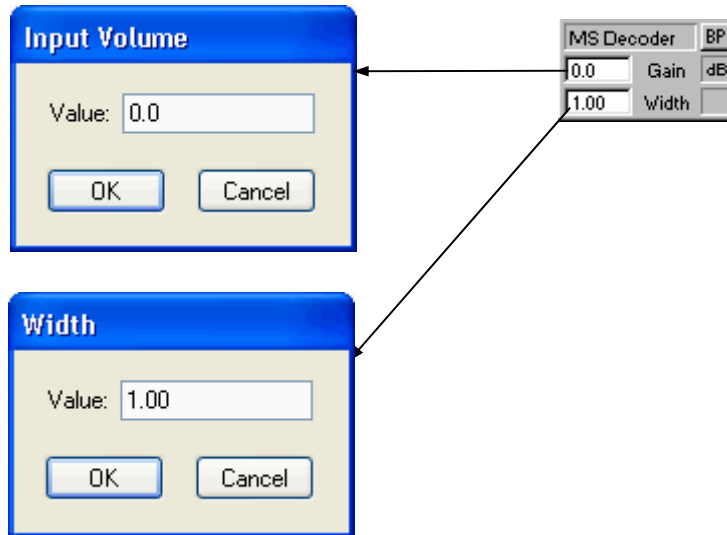 Input Volume
Value: 0.0
OK Cancel
MS Decoder BP
0.0 Gain dB
1.00 Width
Width
Value: 1.00
OK Cancel